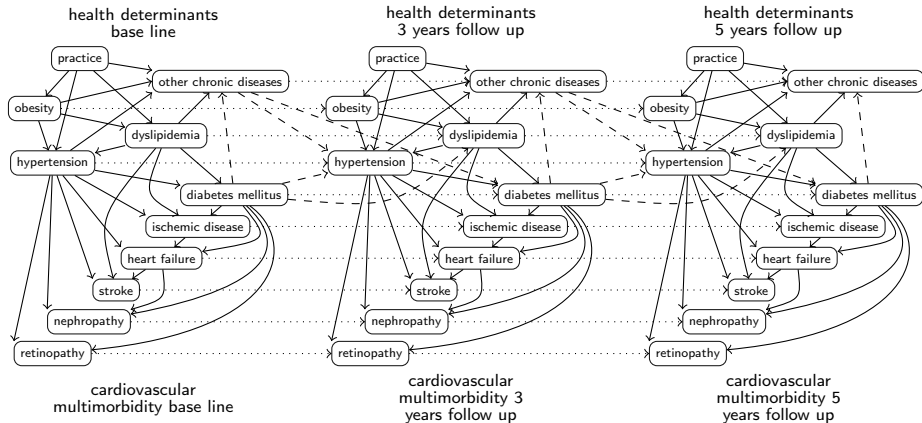 health determinants
base line
practice
other chronic diseases
obesity
dyslipidemia
hypertension
diabetes mellitus
ischemic disease
heart failure
stroke
nephropathy
retinopathy
cardiovascular
multimorbidity base line
health determinants
3 years follow up
practice
other chronic diseases
obesity
dyslipidemia
hypertension
diabetes mellitus
ischemic disease
heart failure
stroke
nephropathy
retinopathy
cardiovascular
multimorbidity 3
years follow up
health determinants
5 years follow up
practice
other chronic diseases
obesity
dyslipidemia
hypertension
diabetes mellitus
ischemic disease
heart failure
stroke
nephropathy
retinopathy
cardiovascular
multimorbidity 5
years follow up